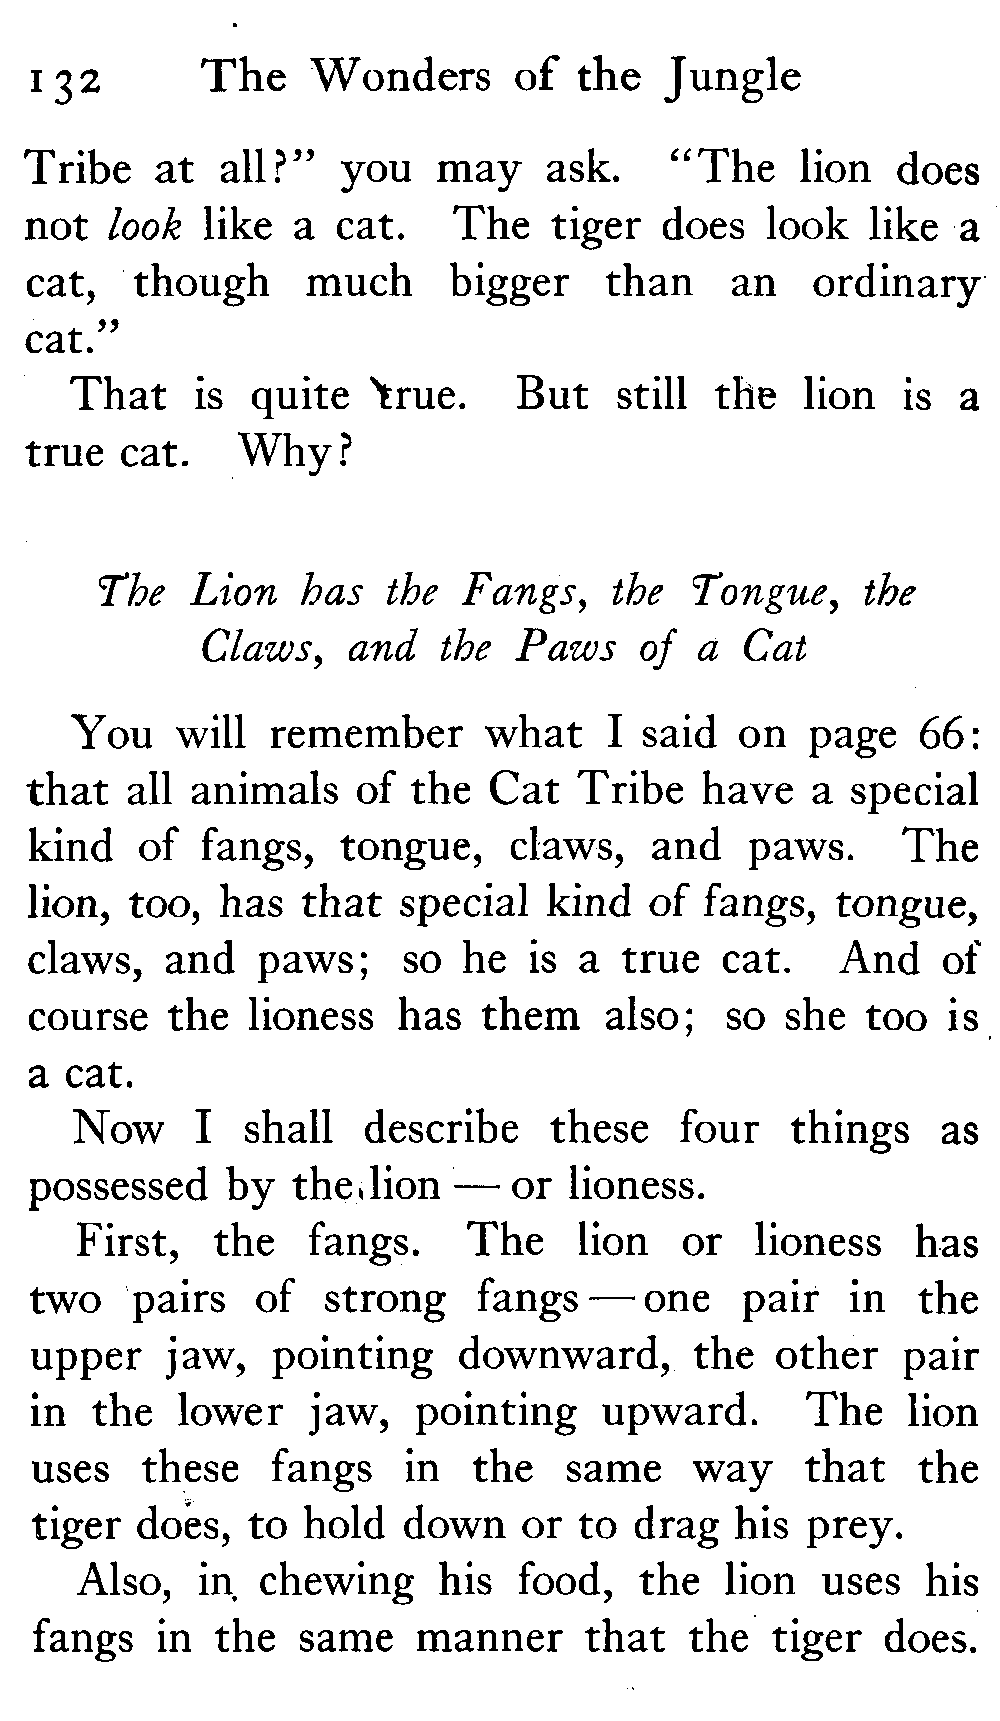 132 The Wonders of the Jungle
Tribe at all?" you may ask. "The lion does
not look like a cat. The tiger does look like a
cat, though much bigger than an ordinary
cat."
That is quite true. But still the lion is a
true cat. Why?
The Lion has the Fangs, the Tongue, the
Claws, and the Paws of a Cat
You will remember what I said on page 66:
that all animals of the Cat Tribe have a special
kind of fangs, tongue, claws, and paws. The
lion, too, has that special kind of fangs, tongue,
claws, and paws; so he is a true cat. And of
course the lioness has them also; so she too is
a cat.
Now I shall describe these four things as
possessed by the lion — or lioness.
First, the fangs. The lion or lioness has
two pairs of strong fangs — one pair in the
upper jaw, pointing downward, the other pair
in the lower jaw, pointing upward. The lion
uses these fangs in the same way that the
tiger does, to hold down or to drag his prey.
Also, in chewing his food, the lion uses his
fangs in the same manner that the tiger does.